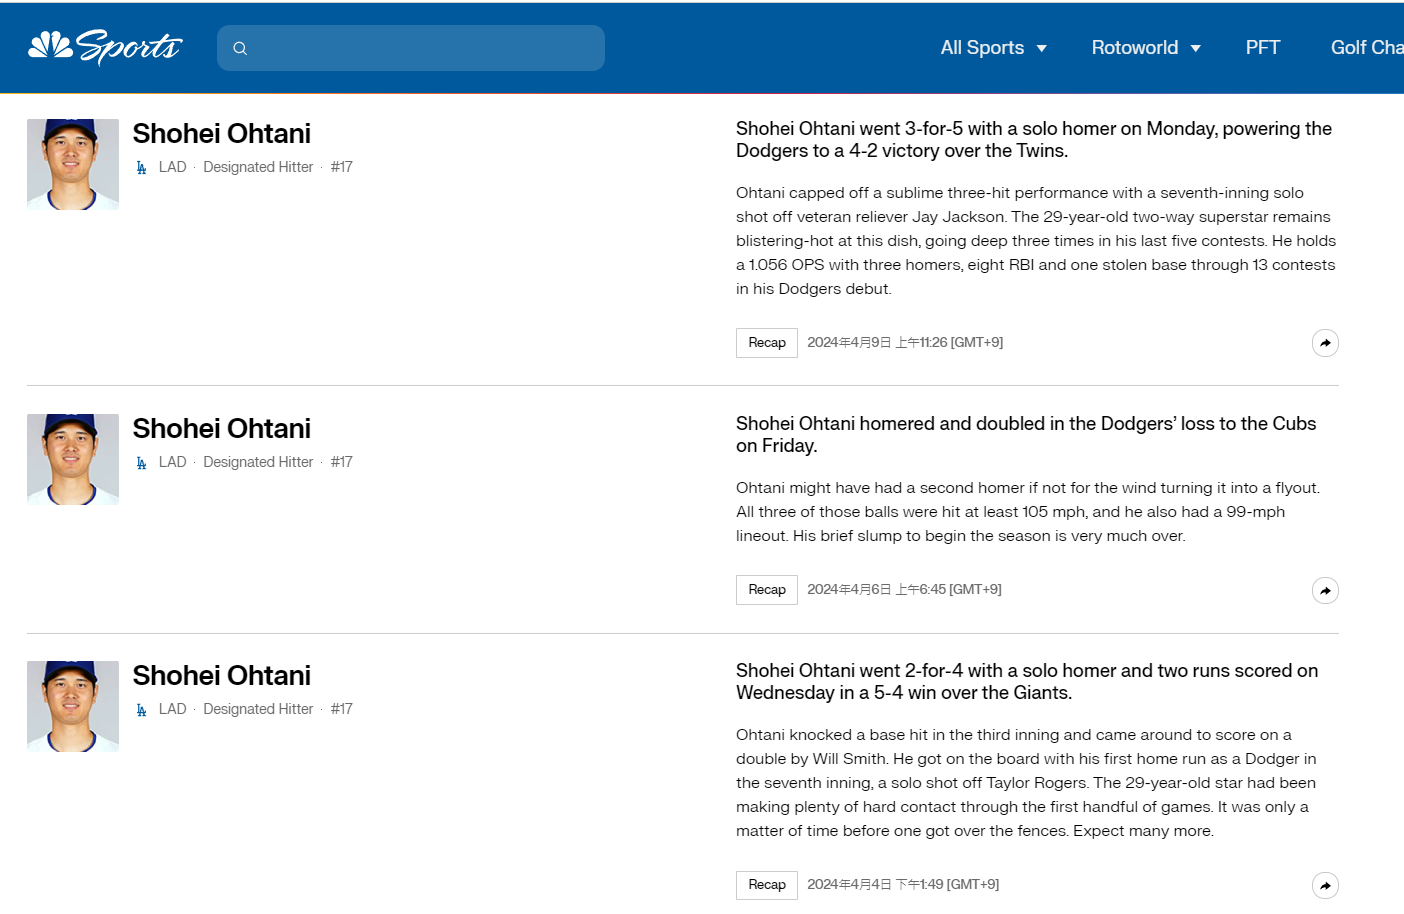 Sports
All Sports
Rotoworld
PFT
Golf Cha
Shohei Ohtani
LA LAD · Designated Hitter · #17
Shohei Ohtani went 3-for-5 with a solo homer on Monday, powering the
Dodgers to a 4-2 victory over the Twins.
Ohtani capped off a sublime three-hit performance with a seventh-inning solo
shot off veteran reliever Jay Jackson. The 29-year-old two-way superstar remains
blistering-hot at this dish, going deep three times in his last five contests. He holds
a 1.056 OPS with three homers, eight RBI and one stolen base through 13 contests
in his Dodgers debut.
Recap 2024年4月9日 上午11:26 [GMT+9]
Shohei Ohtani
LA LAD · Designated Hitter · #17
Shohei Ohtani homered and doubled in the Dodgers’ loss to the Cubs
on Friday.
Ohtani might have had a second homer if not for the wind turning it into a flyout.
All three of those balls were hit at least 105 mph, and he also had a 99-mph
lineout. His brief slump to begin the season is very much over.
Recap 2024年4月6日 上午6:45 [GMT+9]
Shohei Ohtani
LA LAD · Designated Hitter · #17
Shohei Ohtani went 2-for-4 with a solo homer and two runs scored on
Wednesday in a 5-4 win over the Giants.
Ohtani knocked a base hit in the third inning and came around to score on a
double by Will Smith. He got on the board with his first home run as a Dodger in
the seventh inning, a solo shot off Taylor Rogers. The 29-year-old star had been
making plenty of hard contact through the first handful of games. It was only a
matter of time before one got over the fences. Expect many more.
Recap 2024年4月4日 下午1:49 [GMT+9]